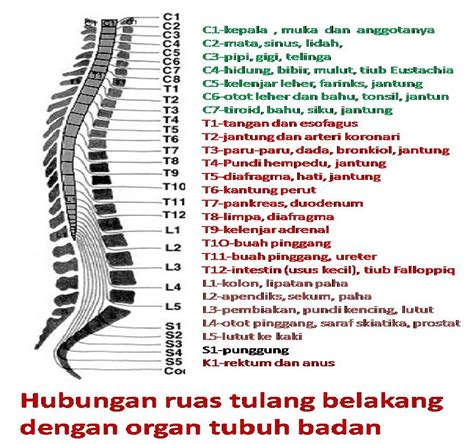 C1
C2
C3
C4
C5
C6
C7
C8
T1
T2
T3
T4
T5
T6
T7
T8
T9
T10
T11
T12
L1
L2
L3
L4
L5
S1
S2
S3
S4
S5
Co
C1-kepala , muka dan anggotanya
C2-mata, sinus, lidah,
C3-pipi, gigi, telinga
C4-hidung, bibir, mulut, tiub Eustachia
C5-kelenjar leher, farinks, jantung
C6-otot leher dan bahu, tonsil, jantun
C7-tiroid, bahu, siku, jantung
T1-tangan dan esofagus
T2-jantung dan arteri koronari
T3-paru-paru, dada, bronkiol, jantung
T4-Pundi hempedu, jantung
T5-diafragma, hati, jantung
T6-kantung perut
T7-pankreas, duodenum
T8-limpa, diafragma
T9-kelenjar adrenal
T10-buah pinggang
T11-buah pinggang, ureter
T12-intestin (usus kecil), tiub Falloppiq
L1-kolon, lipatan paha
L2-apendiks, sekum, paha
L3-pembiakan, pundi kencing, lutut
L4-otot pinggang, saraf skiatika, prostat
L5-lutut ke kaki
S1-punggung
K1-rektum dan anus
Hubungan ruas tulang belakang
dengan organ tubuh badan